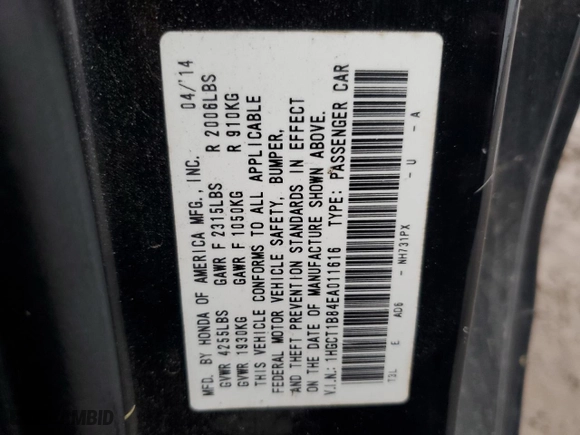 MFD. BY HONDA OF AMERICA MFG., INC. 04/'14
GVWR 4255LBS GAWR F 2315LBS R 2006LBS
GVWR 1930KG GAWR F 1050KG R 910KG
THIS VEHICLE CONFORMS TO ALL APPLICABLE
FEDERAL MOTOR VEHICLE SAFETY, BUMPER,
AND THEFT PREVENTION STANDARDS IN EFFECT
ON THE DATE OF MANUFACTURE SHOWN ABOVE.
V.I.N.: 1HGCT1B84EA011616 TYPE: PASSENGER CAR
T3L E AD6 - NH731PX - U - A